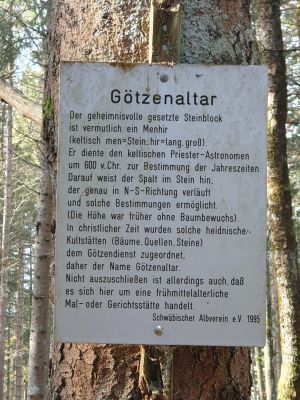 Götzenaltar
Der geheimnisvolle gesetzte Steinblock
ist vermutlich ein Menhir
(keltisch men=Stein; hir=lang, groß).
Er diente den keltischen Priester-Astronomen
um 600 v.Chr. zur Bestimmung der Jahreszeiten.
Darauf weist der Spalt im Stein hin,
der genau in N-S-Richtung verläuft
und solche Bestimmungen ermöglicht.
(Die Höhe war früher ohne Baumbewuchs).
In christlicher Zeit wurden solche heidnische
Kultstätten (Bäume, Quellen, Steine)
dem Götzendienst zugeordnet,
daher der Name Götzenaltar.
Nicht auszuschließen ist allerdings auch, daß
es sich hier um eine frühmittelalterliche
Mal- oder Gerichtsstätte handelt.
Schwäbischer Albverein e.V. 1995